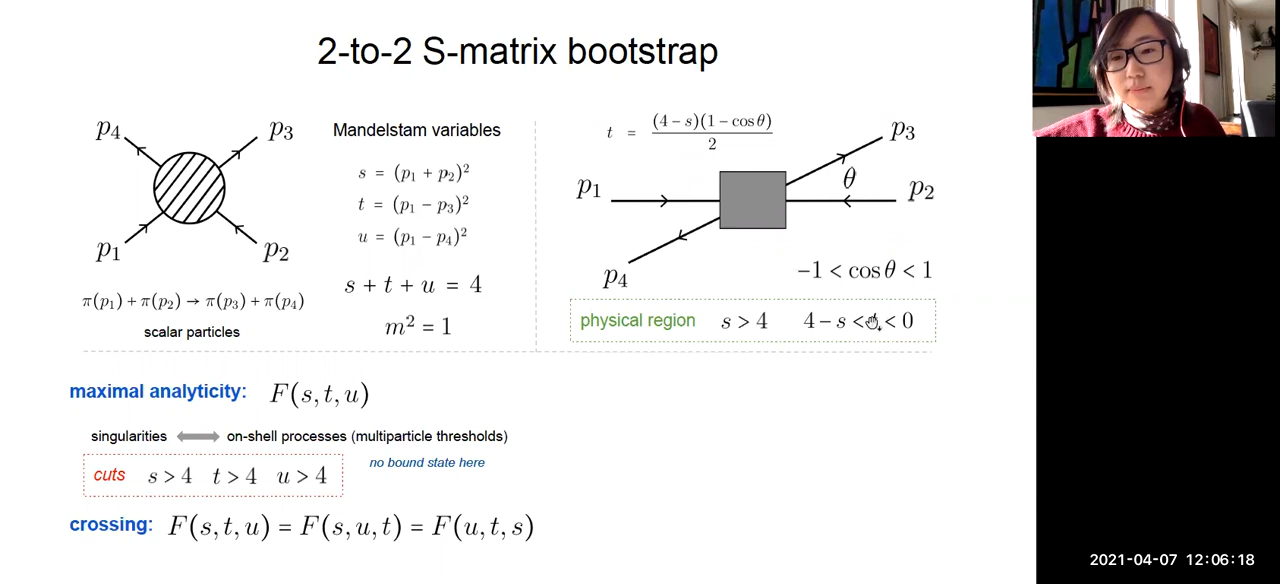 2-to-2 S-matrix bootstrap
p₄
p₃
p₁
p₂
π(p₁) + π(p₂) → π(p₃) + π(p₄)
scalar particles
Mandelstam variables
s = (p₁ + p₂)²
t = (p₁ − p₃)²
u = (p₁ − p₄)²
s + t + u = 4
m² = 1
t = (4 − s)(1 − cos θ) / 2
p₃
p₁
θ
p₂
p₄
−1 < cos θ < 1
physical region s > 4 4 − s < < 0
maximal analyticity: F(s, t, u)
singularities on-shell processes (multiparticle thresholds)
cuts s > 4 t > 4 u > 4
no bound state here
crossing: F(s, t, u) = F(s, u, t) = F(u, t, s)
2021-04-07 12:06:18